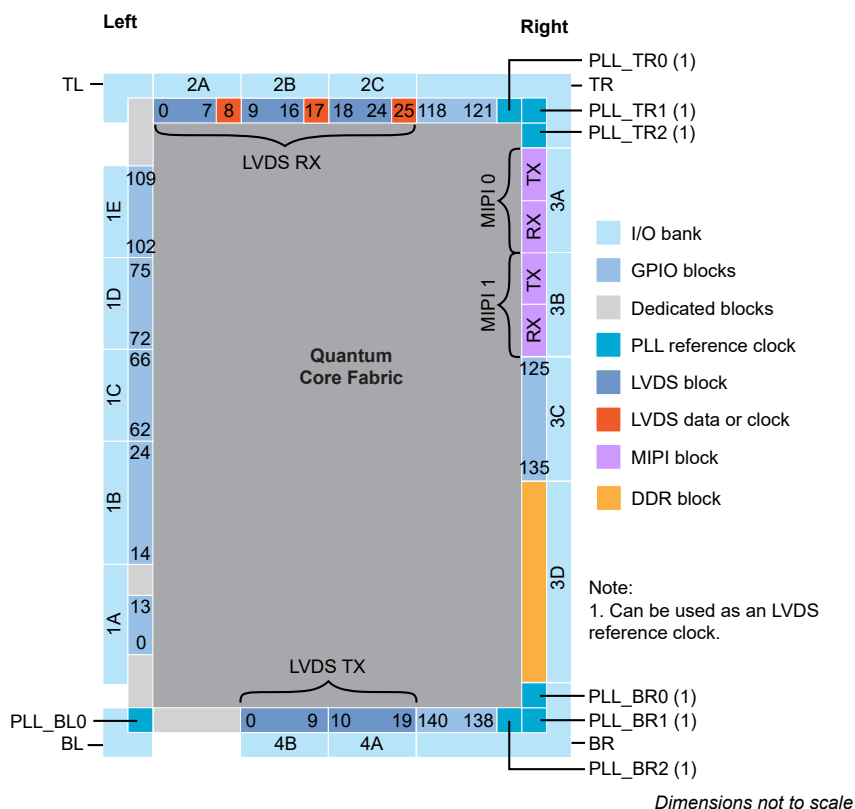 Left
Right
PLL_TR0 (1)
TL
2A
2B
2C
TR
0
7
8
9
16
17
18
24
25
118
121
PLL_TR1 (1)
PLL_TR2 (1)
LVDS RX
MIPI 0
TX
RX
3A
MIPI 1
TX
RX
3B
1E
109
102
1D
75
72
1C
66
62
1B
24
14
1A
13
0
Quantum
Core Fabric
125
135
3C
3D
I/O bank
GPIO blocks
Dedicated blocks
PLL reference clock
LVDS block
LVDS data or clock
MIPI block
DDR block
Note:
1. Can be used as an LVDS
reference clock.
LVDS TX
PLL_BR0 (1)
PLL_BL0
0
9
10
19
140
138
PLL_BR1 (1)
BL
4B
4A
BR
PLL_BR2 (1)
Dimensions not to scale